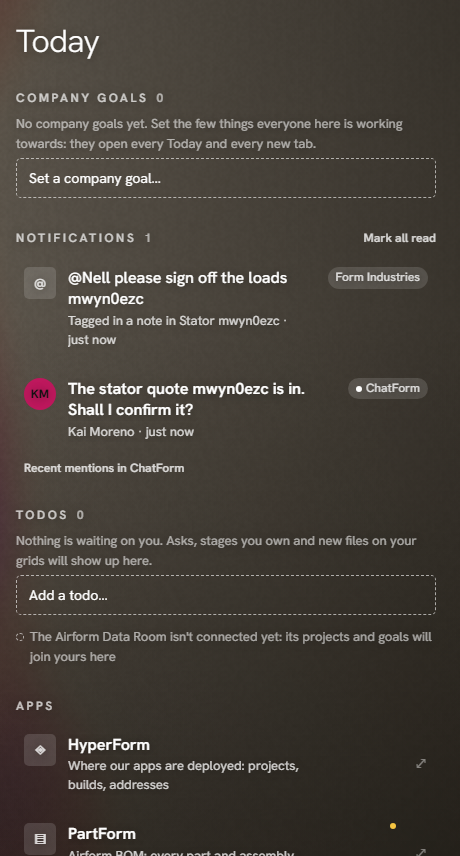 Today
COMPANY GOALS 0
No company goals yet. Set the few things everyone here is working
towards: they open every Today and every new tab.
Set a company goal...
NOTIFICATIONS 1
Mark all read
@
@Nell please sign off the loads
mwyn0ezc
Form Industries
Tagged in a note in Stator mwyn0ezc ·
just now
KM
The stator quote mwyn0ezc is in.
Shall I confirm it?
ChatForm
Kai Moreno · just now
Recent mentions in ChatForm
TODOS 0
Nothing is waiting on you. Asks, stages you own and new files on your
grids will show up here.
Add a todo...
The Airform Data Room isn't connected yet: its projects and goals will
join yours here
APPS
HyperForm
Where our apps are deployed: projects,
builds, addresses
PartForm
Airform BOM: every part and assembly